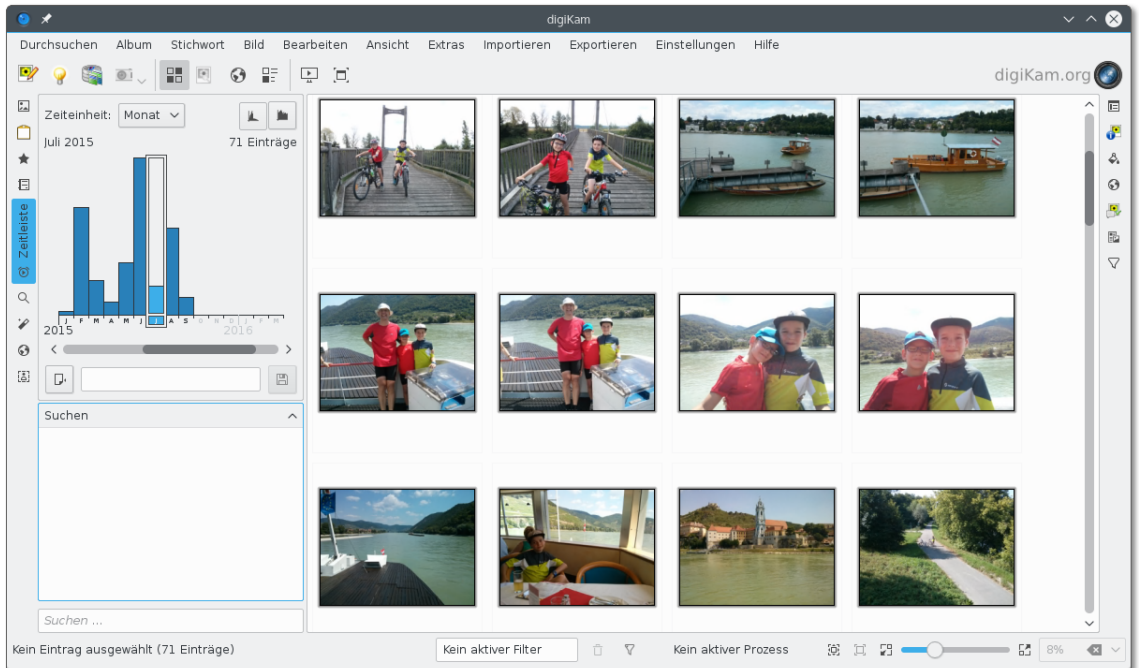 digiKam
Durchsuchen Album Stichwort Bild Bearbeiten Ansicht Extras Importieren Exportieren Einstellungen Hilfe
digiKam.org
Zeiteinheit: Monat
Juli 2015 71 Einträge
Zeitleiste
J F M A M J J A S O N D J F M
2015 2016
Suchen
Suchen ...
Kein Eintrag ausgewählt (71 Einträge) Kein aktiver Filter Kein aktiver Prozess 8%